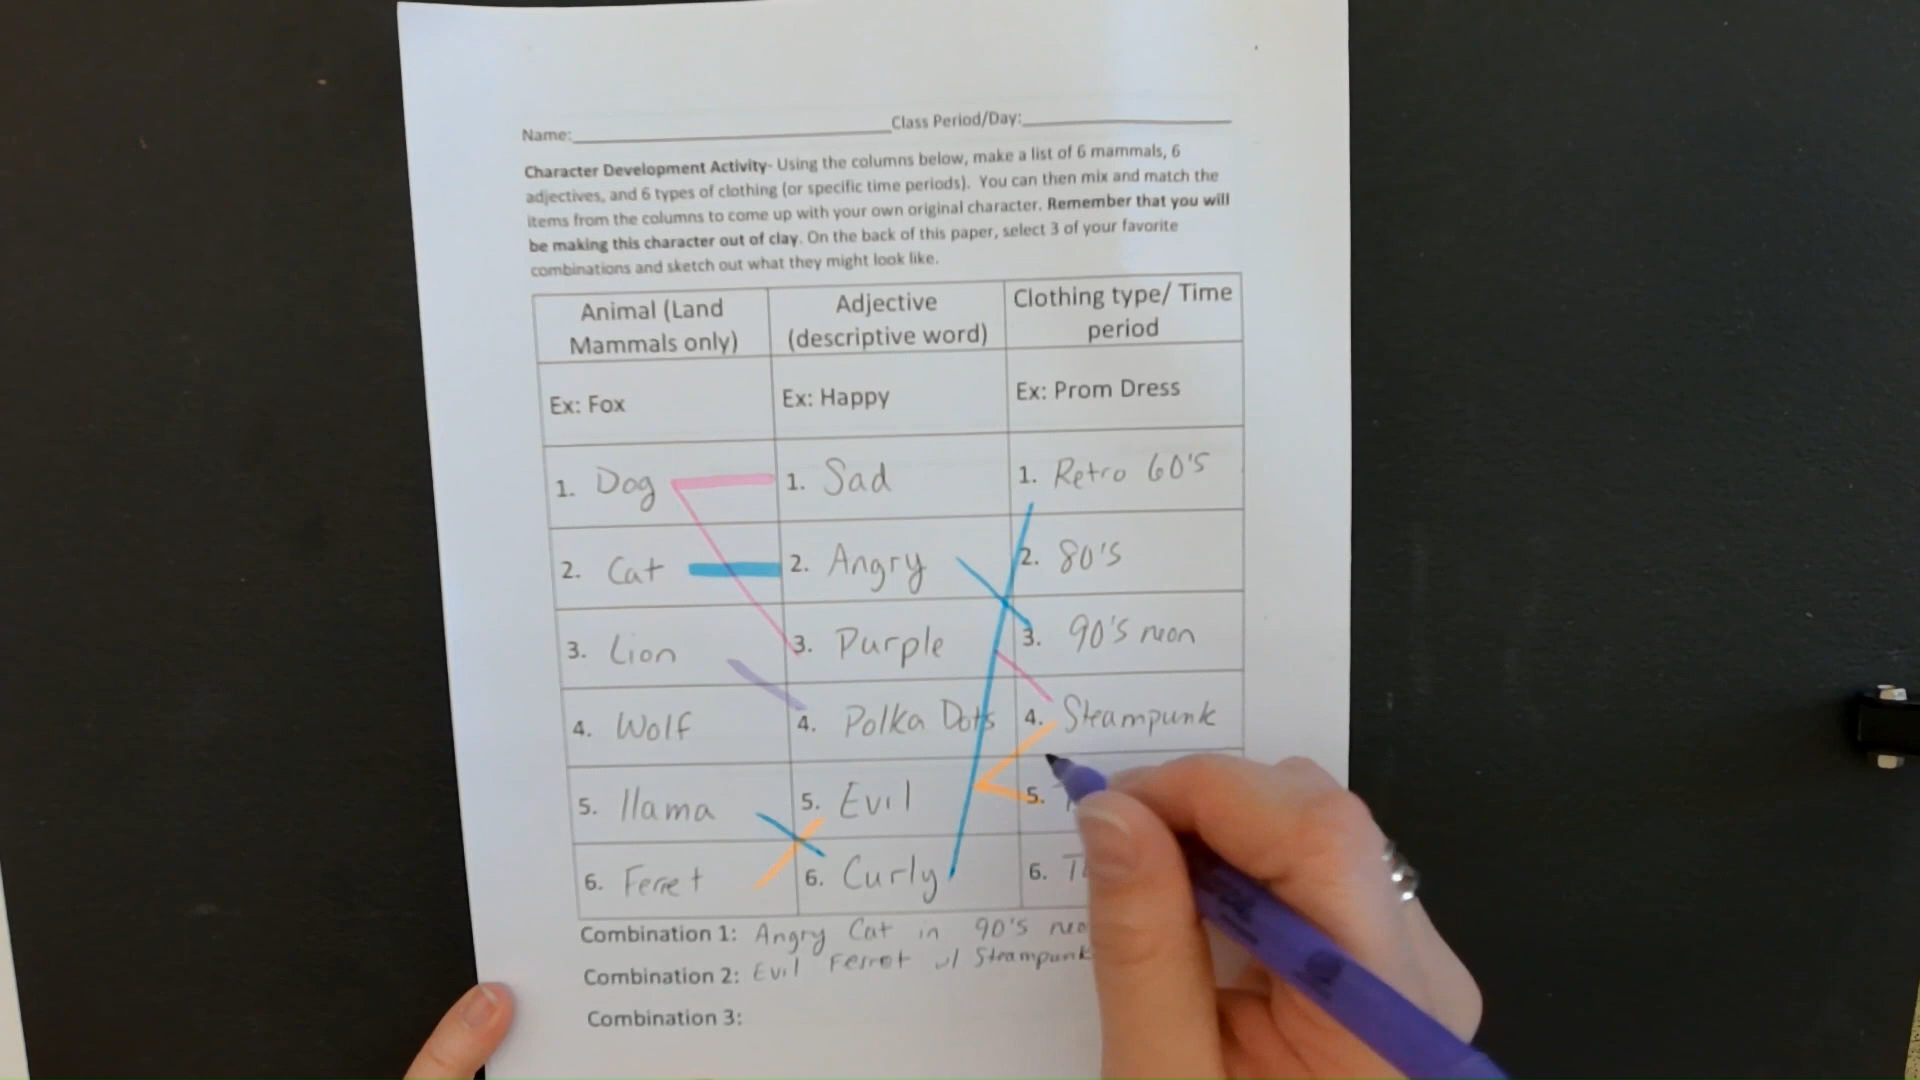 Name:____________________Class Period/Day:____________________
Character Development Activity- Using the columns below, make a list of 6 mammals, 6
adjectives, and 6 types of clothing (or specific time periods). You can then mix and match the
items from the columns to come up with your own original character. Remember that you will
be making this character out of clay. On the back of this paper, select 3 of your favorite
combinations and sketch out what they might look like.
Animal (Land Mammals only) Adjective (descriptive word) Clothing type/ Time period
Ex: Fox Ex: Happy Ex: Prom Dress
1. Dog 1. Sad 1. Retro 60's
2. Cat 2. Angry 2. 80's
3. Lion 3. Purple 3. 90's neon
4. Wolf 4. Polka Dots 4. Steampunk
5. llama 5. Evil 5.
6. Ferret 6. Curly 6.
Combination 1: Angry Cat in 90's
Combination 2: Evil Ferret w/ Steampunk
Combination 3: